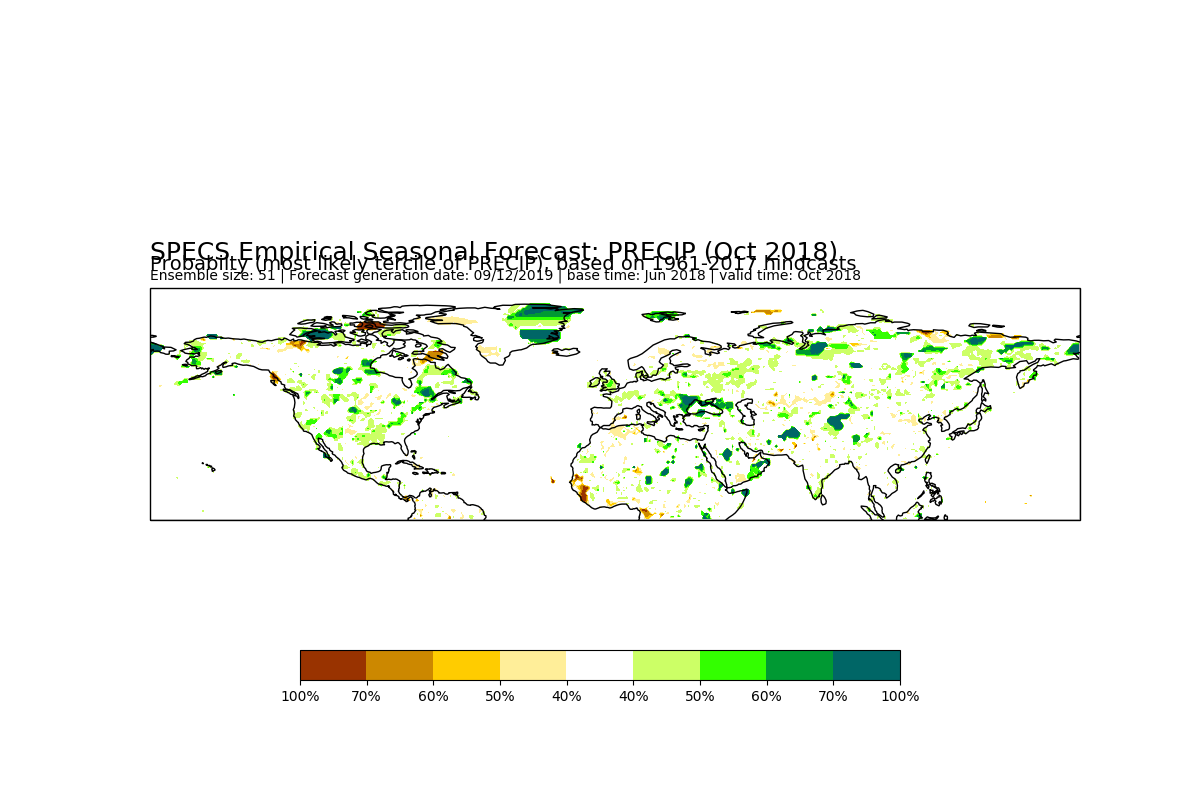 SPECS Empirical Seasonal Forecast: PRECIP (Oct 2018)
Probabilty (most likely tercile of PRECIP), based on 1961-2017 hindcasts
Ensemble size: 51 | Forecast generation date: 09/12/2019 | base time: Jun 2018 | valid time: Oct 2018
100% 70% 60% 50% 40% 40% 50% 60% 70% 100%